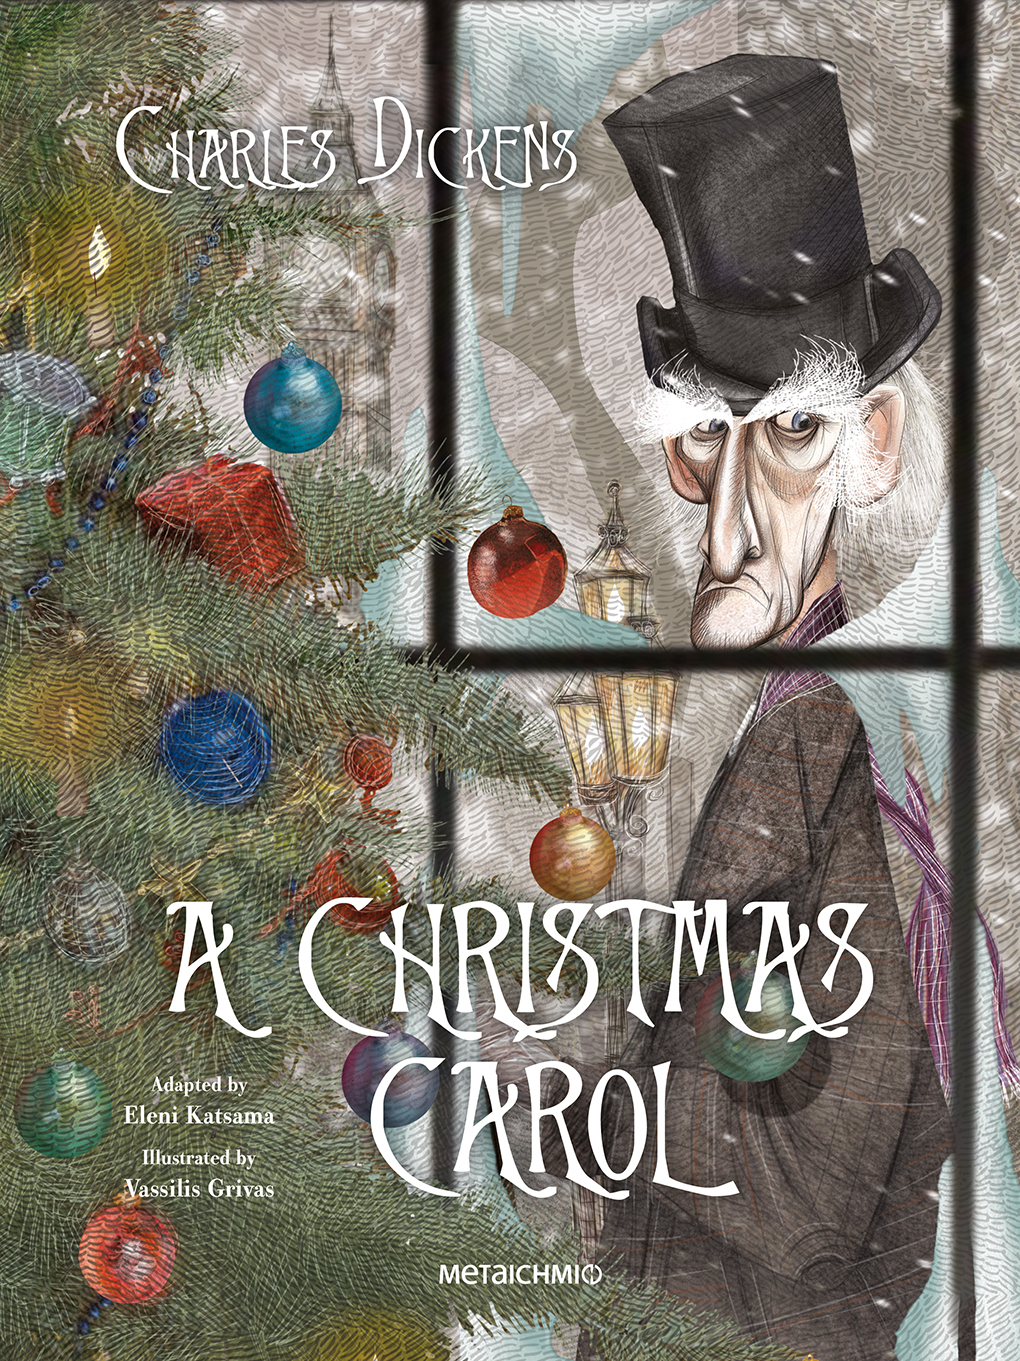 Charles Dickens
A Christmas
Carol
Adapted by
Eleni Katsama
Illustrated by
Vassilis Grivas
METAICHMIO